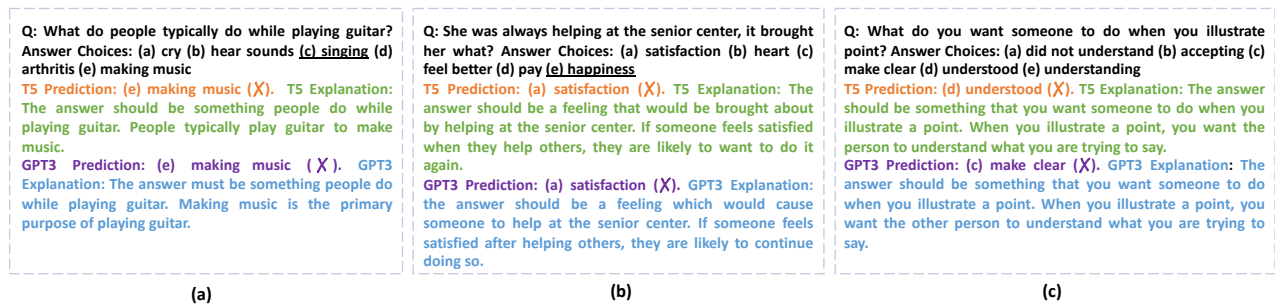 Q: What do people typically do while playing guitar?
Answer Choices: (a) cry (b) hear sounds (c) singing (d)
arthritis (e) making music
T5 Prediction: (e) making music (X). T5 Explanation:
The answer should be something people do while
playing guitar. People typically play guitar to make
music.
GPT3 Prediction: (e) making music (X). GPT3
Explanation: The answer must be something people do
while playing guitar. Making music is the primary
purpose of playing guitar.
(a)
Q: She was always helping at the senior center, it brought
her what? Answer Choices: (a) satisfaction (b) heart (c)
feel better (d) pay (e) happiness
T5 Prediction: (a) satisfaction (X). T5 Explanation: The
answer should be a feeling that would be brought about
by helping at the senior center. If someone feels satisfied
when they help others, they are likely to want to do it
again.
GPT3 Prediction: (a) satisfaction (X). GPT3 Explanation:
the answer should be a feeling which would cause
someone to help at the senior center. If someone feels
satisfied after helping others, they are likely to continue
doing so.
(b)
Q: What do you want someone to do when you illustrate
point? Answer Choices: (a) did not understand (b) accepting (c)
make clear (d) understood (e) understanding
T5 Prediction: (d) understood (X). T5 Explanation: The answer
should be something that you want someone to do when you
illustrate a point. When you illustrate a point, you want the
person to understand what you are trying to say.
GPT3 Prediction: (c) make clear (X). GPT3 Explanation: The
answer should be something that you want someone to do
when you illustrate a point. When you illustrate a point, you
want the other person to understand what you are trying to
say.
(c)